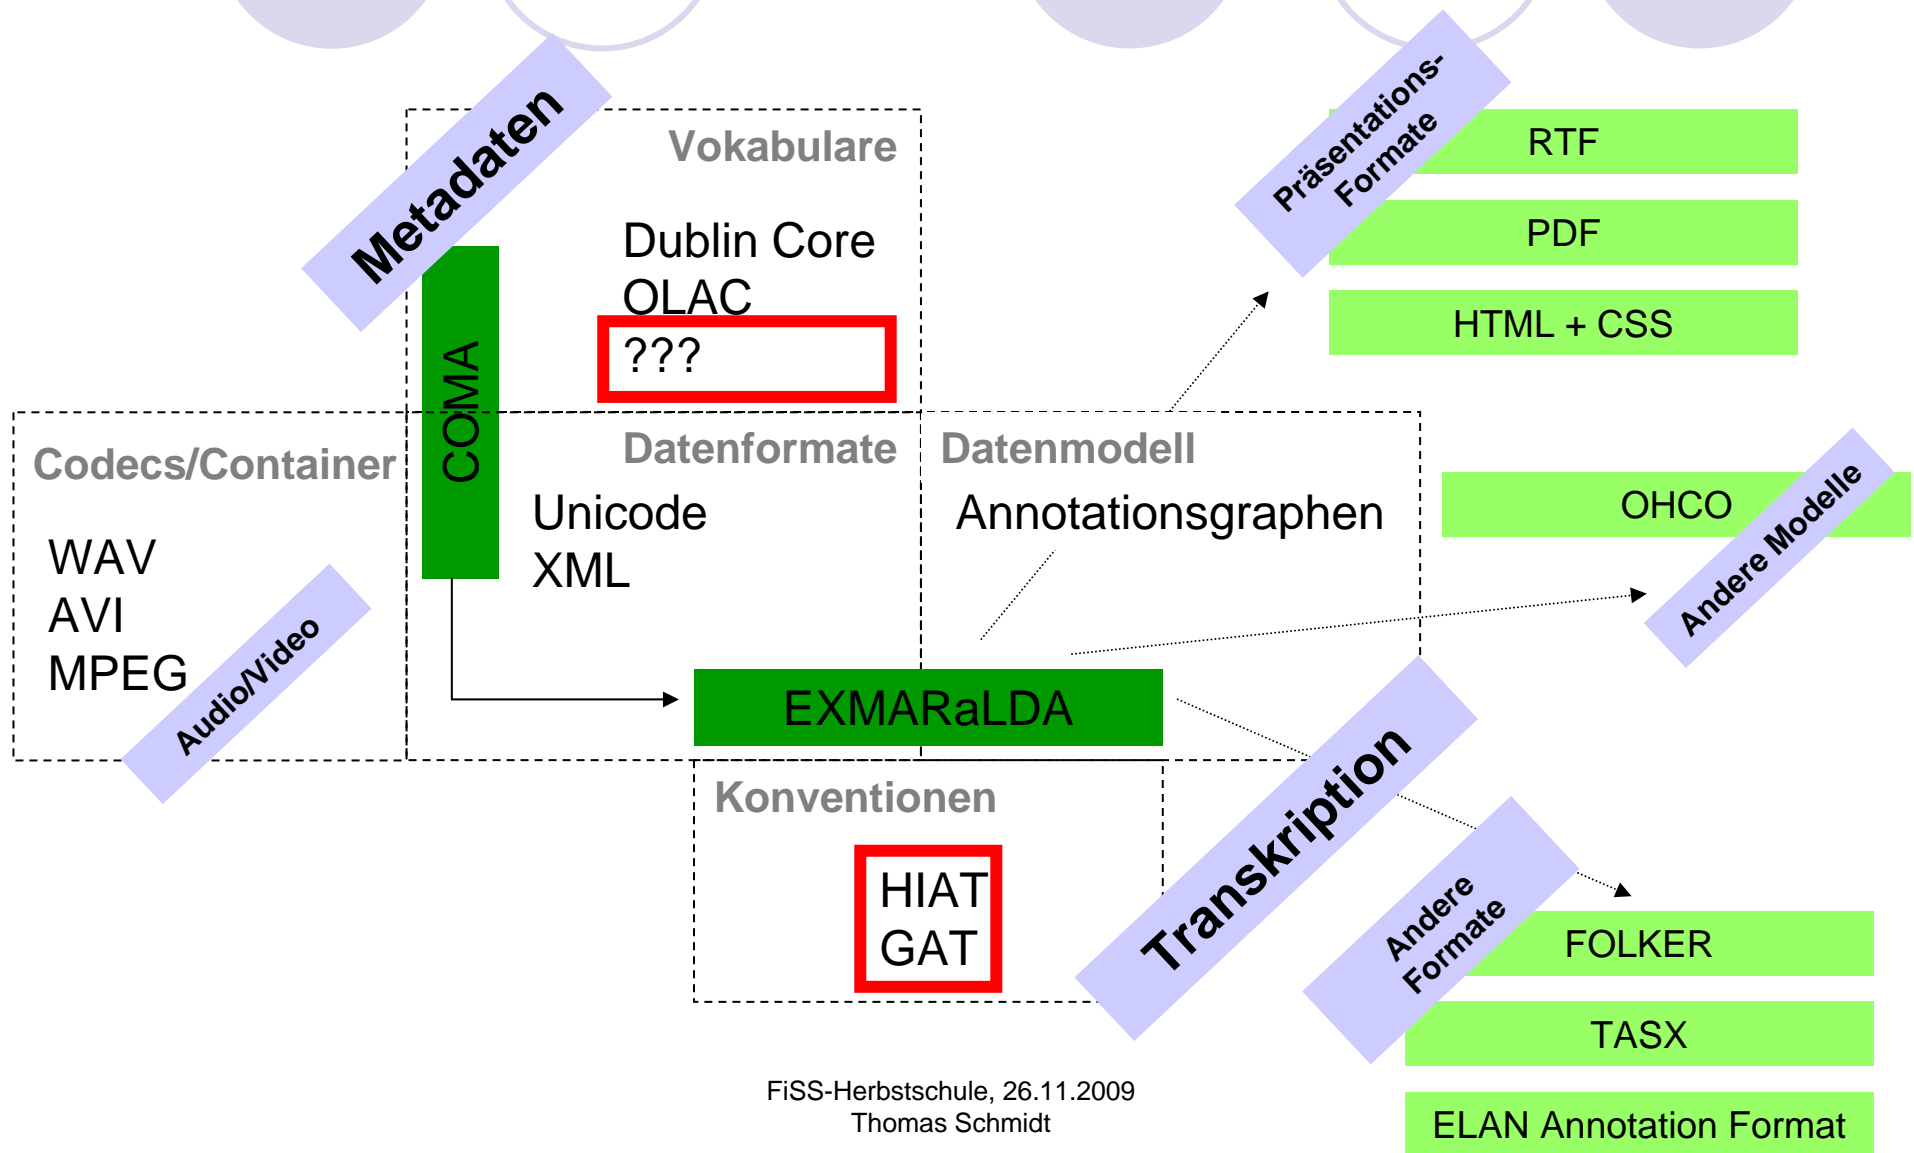 Metadaten
Vokabulare
Dublin Core
OLAC
???
COMA
Präsentations-
Formate
RTF
PDF
HTML + CSS
Codecs/Container
WAV
AVI
MPEG
Audio/Video
Datenformate
Unicode
XML
Datenmodell
Annotationsgraphen
OHCO
Andere Modelle
EXMARaLDA
Konventionen
HIAT
GAT
Transkription
Andere
Formate
FOLKER
TASX
ELAN Annotation Format
FiSS-Herbstschule, 26.11.2009
Thomas Schmidt